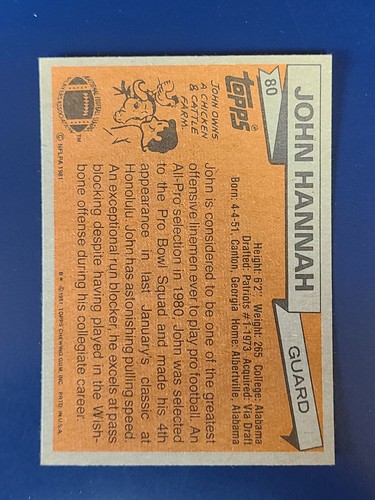 80
JOHN HANNAH
GUARD
TOPPS®
Height: 6'2" Weight: 265 College: Alabama
Drafted: Patriots #1-1973 Acquired: Via Draft
Born: 4-4-51, Canton, Georgia Home: Albertville, Alabama
JOHN OWNS
A CHICKEN
& CATTLE
FARM.
John is considered to be one of the greatest
offensive linemen ever to play pro football. An
All-Pro selection in 1980, John was selected
to the Pro Bowl Squad and made his 4th
appearance in last January's classic at
Honolulu. John has astonishing pulling speed.
An exceptional run blocker, he excels at pass
blocking despite having played in the Wish-
bone offense during his collegiate career.
TM
© NFLPA 1981
© 1981 TOPPS CHEWING GUM, INC. PRTD. IN U.S.A.